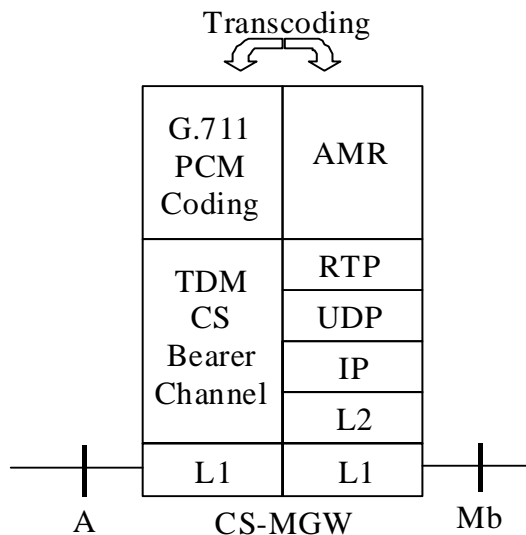 Transcoding
G.711
PCM
Coding
AMR
TDM
CS
Bearer
Channel
RTP
UDP
IP
L2
L1
L1
A
CS-MGW
Mb